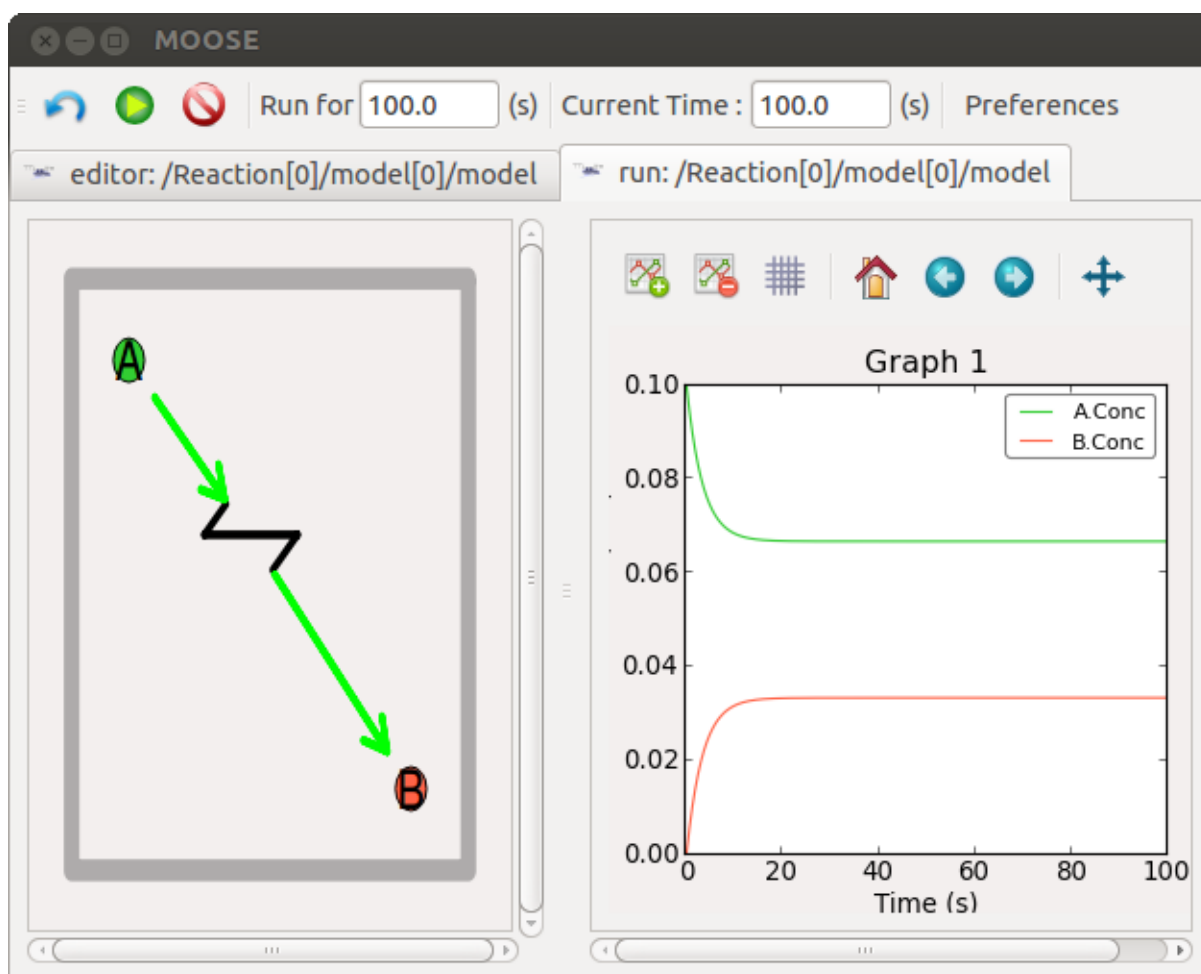 MOOSE
Run for 100.0 (s) Current Time : 100.0 (s) Preferences
editor: /Reaction[0]/model[0]/model run: /Reaction[0]/model[0]/model
A
B
Graph 1
0.10
0.08
0.06
0.04
0.02
0.00
A.Conc
B.Conc
0 20 40 60 80 100
Time (s)